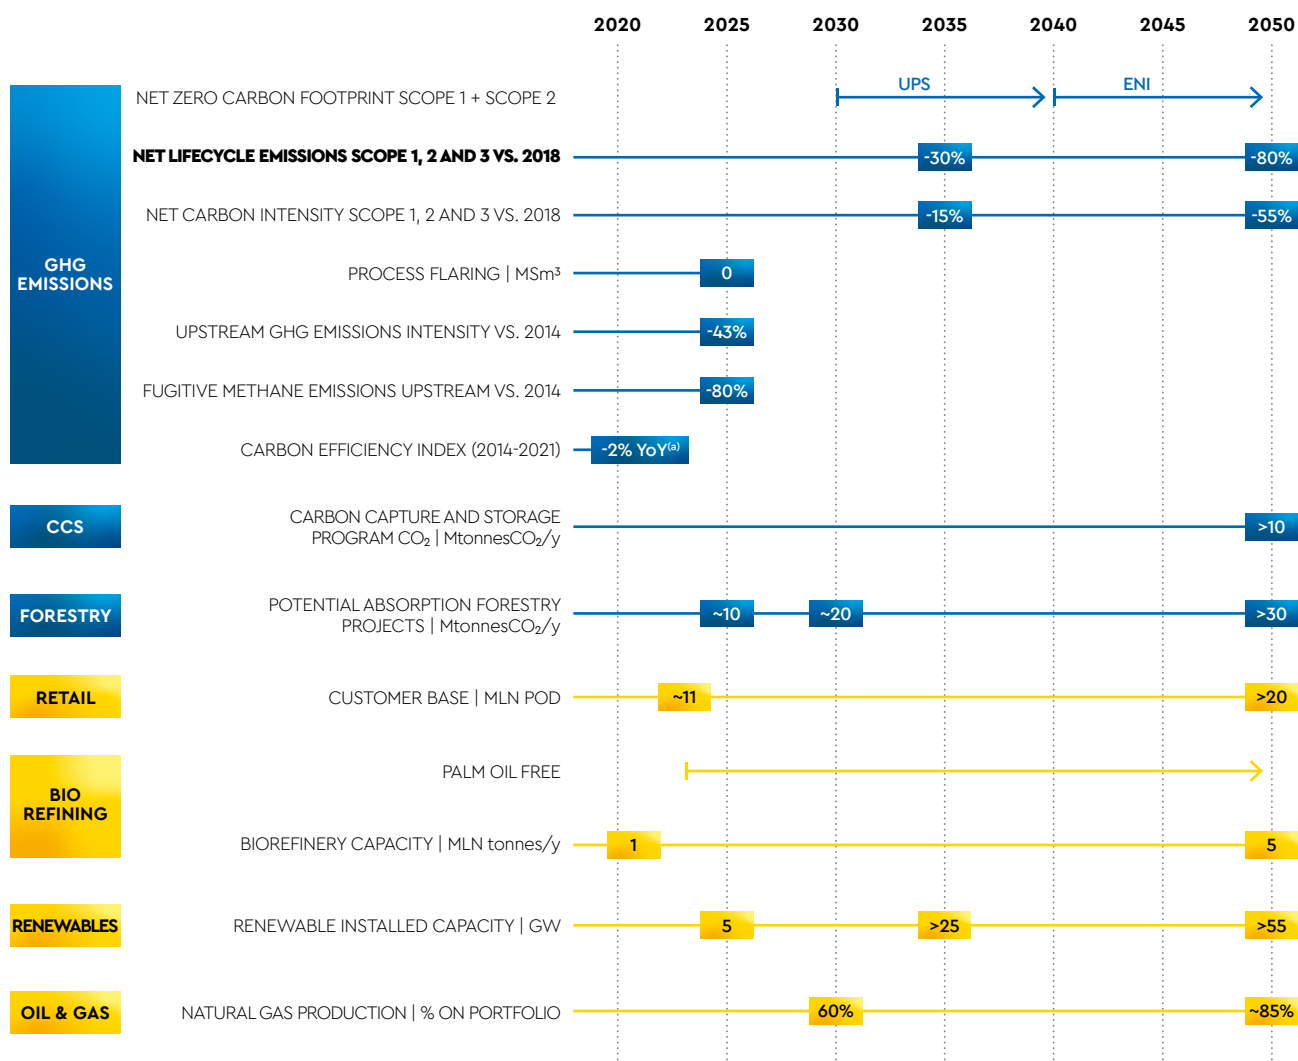 2020 2025 2030 2035 2040 2045 2050
UPS ENI
NET ZERO CARBON FOOTPRINT SCOPE 1 + SCOPE 2
NET LIFECYCLE EMISSIONS SCOPE 1, 2 AND 3 VS. 2018 -30% -80%
NET CARBON INTENSITY SCOPE 1, 2 AND 3 VS. 2018 -15% -55%
GHG
EMISSIONS
PROCESS FLARING | MSm³ 0
UPSTREAM GHG EMISSIONS INTENSITY VS. 2014 -43%
FUGITIVE METHANE EMISSIONS UPSTREAM VS. 2014 -80%
CARBON EFFICIENCY INDEX (2014-2021) -2% YoY(a)
CCS
CARBON CAPTURE AND STORAGE
PROGRAM CO₂ | MtonnesCO₂/y >10
FORESTRY
POTENTIAL ABSORPTION FORESTRY
PROJECTS | MtonnesCO₂/y ~10 ~20 >30
RETAIL CUSTOMER BASE | MLN POD ~11 >20
BIO
REFINING
PALM OIL FREE
BIOREFINERY CAPACITY | MLN tonnes/y 1 5
RENEWABLES RENEWABLE INSTALLED CAPACITY | GW 5 >25 >55
OIL & GAS NATURAL GAS PRODUCTION | % ON PORTFOLIO 60% ~85%